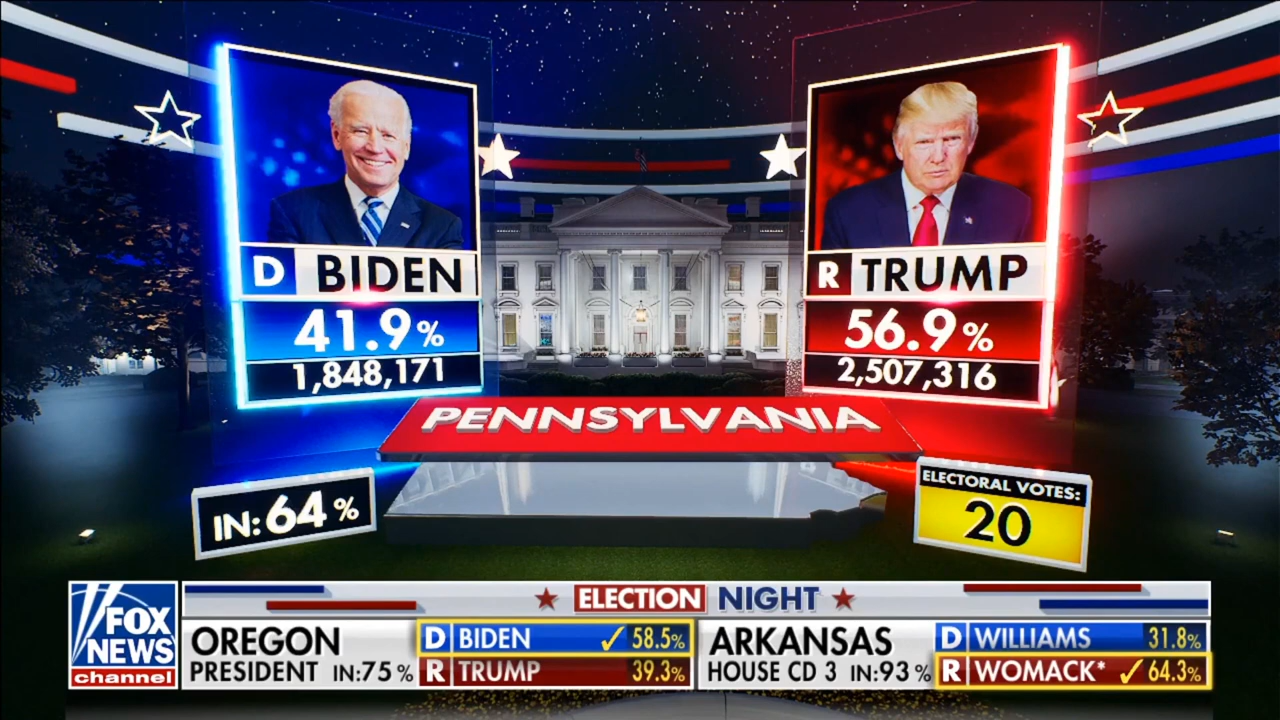 D BIDEN
41.9%
1,848,171
R TRUMP
56.9%
2,507,316
PENNSYLVANIA
IN: 64%
ELECTORAL VOTES:
20
ELECTION NIGHT
FOX
NEWS
channel
OREGON
PRESIDENT IN: 75%
D BIDEN ✓ 58.5%
R TRUMP 39.3%
ARKANSAS
HOUSE CD 3 IN: 93%
D WILLIAMS 31.8%
R WOMACK* ✓ 64.3%